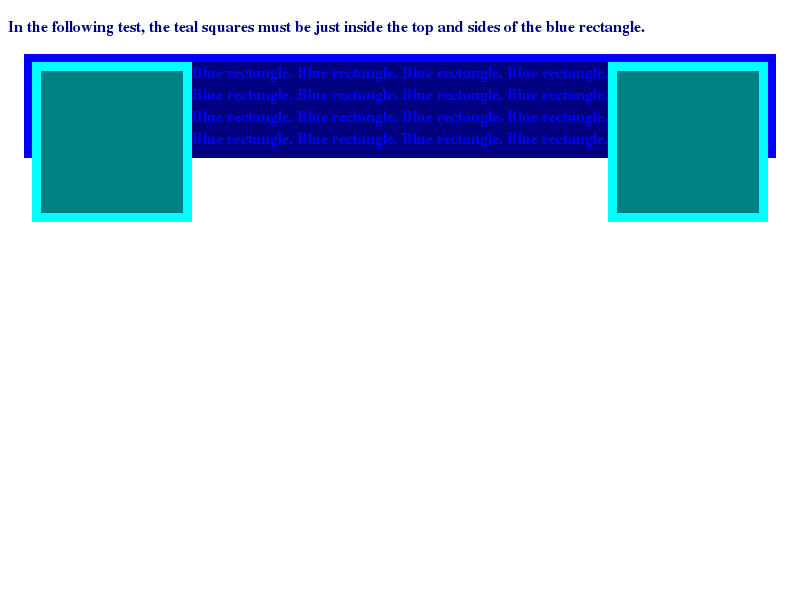 In the following test, the teal squares must be just inside the top and sides of the blue rectangle.
Blue rectangle. Blue rectangle. Blue rectangle. Blue rectangle.
Blue rectangle. Blue rectangle. Blue rectangle. Blue rectangle.
Blue rectangle. Blue rectangle. Blue rectangle. Blue rectangle.
Blue rectangle. Blue rectangle. Blue rectangle. Blue rectangle.